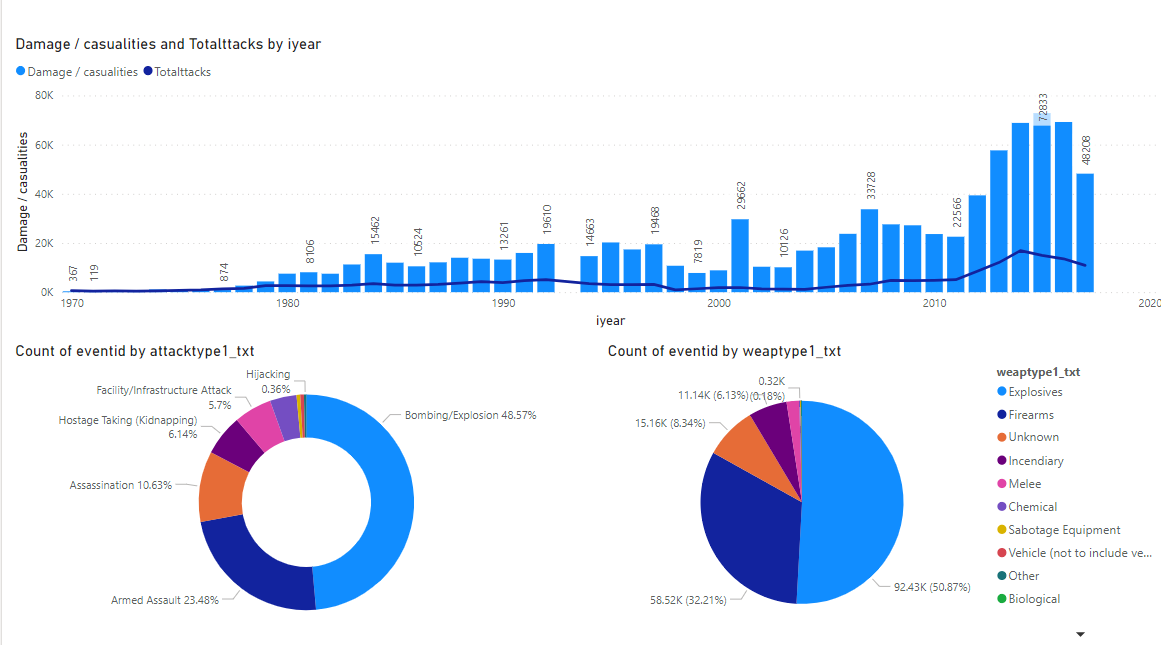 Damage / casualities and Totalttacks by iyear
Damage / casualities Totalttacks
80K
60K
40K
20K
0K
Damage / casualities
367
119
874
8106
15462
10524
13261
19610
14663
19468
7819
29662
10126
33728
22566
72833
48208
1970
1980
1990
2000
2010
2020
iyear
Count of eventid by attacktype1_txt
Hijacking
0.36%
Facility/Infrastructure Attack
5.7%
Hostage Taking (Kidnapping)
6.14%
Assassination 10.63%
Armed Assault 23.48%
Bombing/Explosion 48.57%
Count of eventid by weaptype1_txt
0.32K
(0.18%)
11.14K (6.13%)
15.16K (8.34%)
58.52K (32.21%)
92.43K (50.87%)
weaptype1_txt
Explosives
Firearms
Unknown
Incendiary
Melee
Chemical
Sabotage Equipment
Vehicle (not to include ve...
Other
Biological